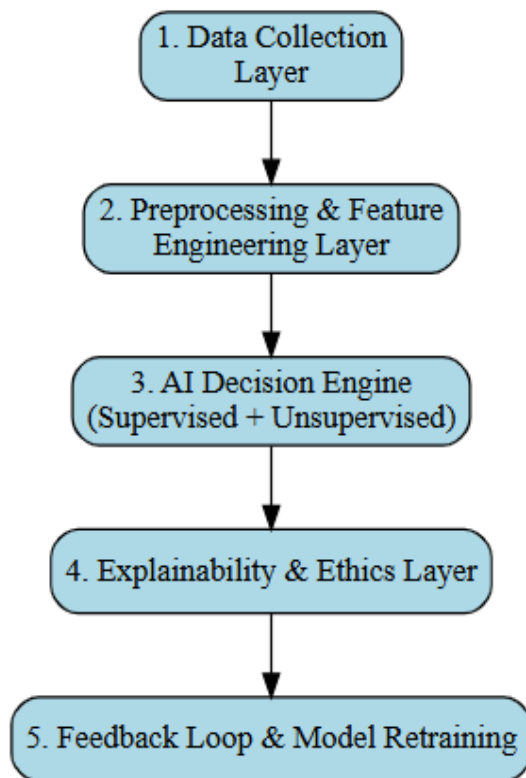 1. Data Collection
Layer
2. Preprocessing & Feature
Engineering Layer
3. AI Decision Engine
(Supervised + Unsupervised)
4. Explainability & Ethics Layer
5. Feedback Loop & Model Retraining